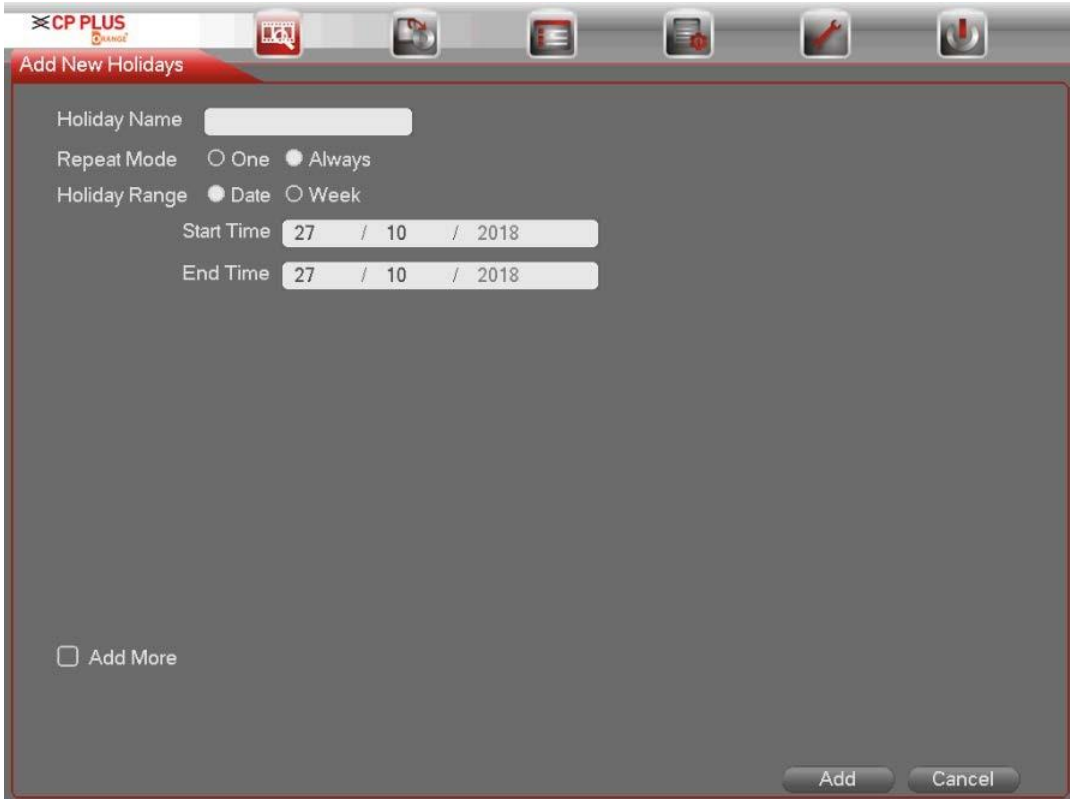 CP PLUS
ORANGE
Add New Holidays
Holiday Name
Repeat Mode One Always
Holiday Range Date Week
Start Time 27 / 10 / 2018
End Time 27 / 10 / 2018
Add More
Add Cancel